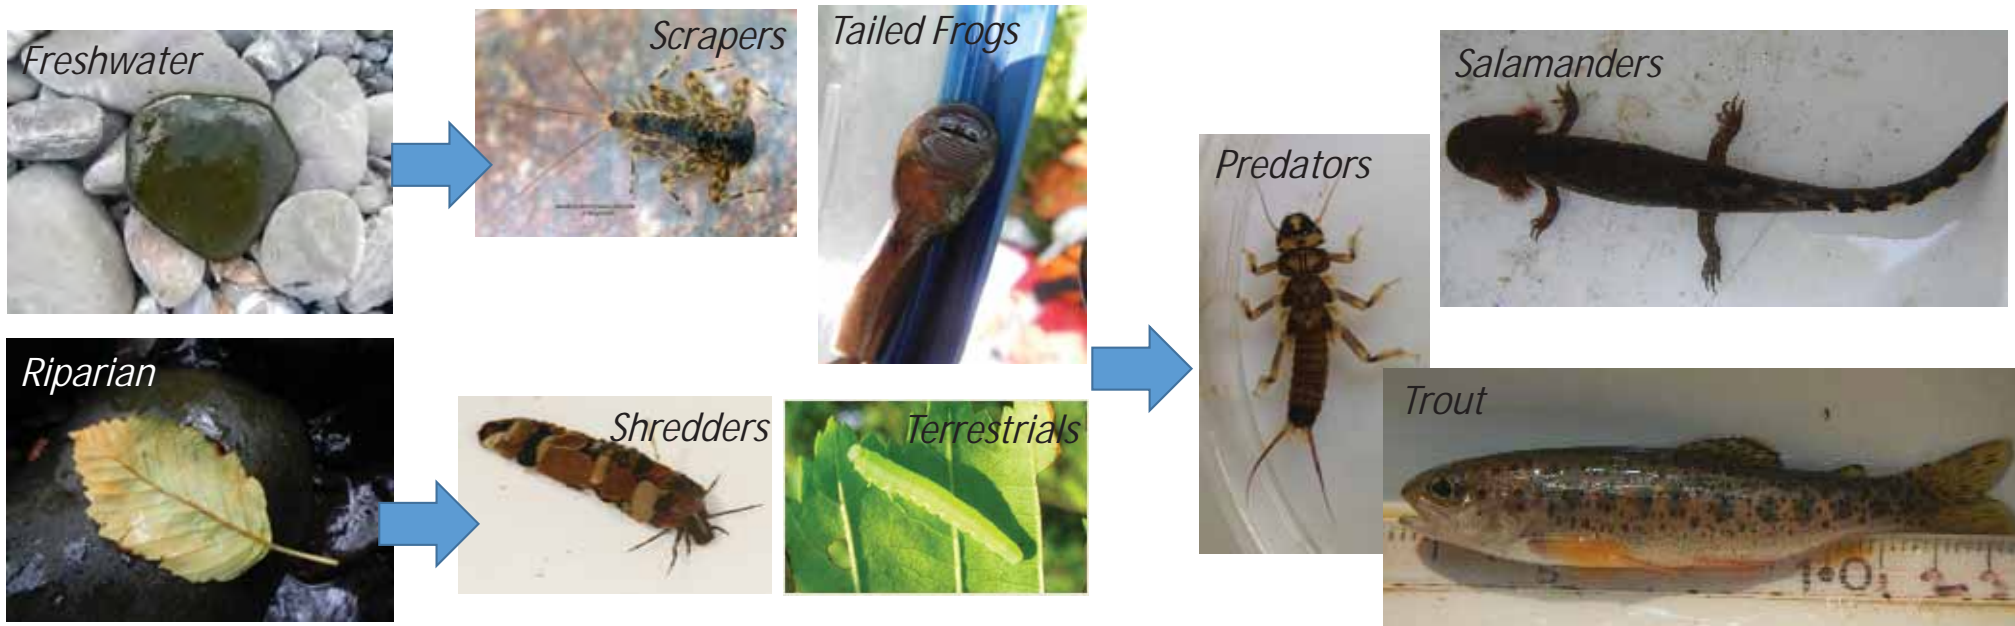 Freshwater
Scrapers
Tailed Frogs
Salamanders
Predators
Riparian
Shredders
Terrestrials
Trout